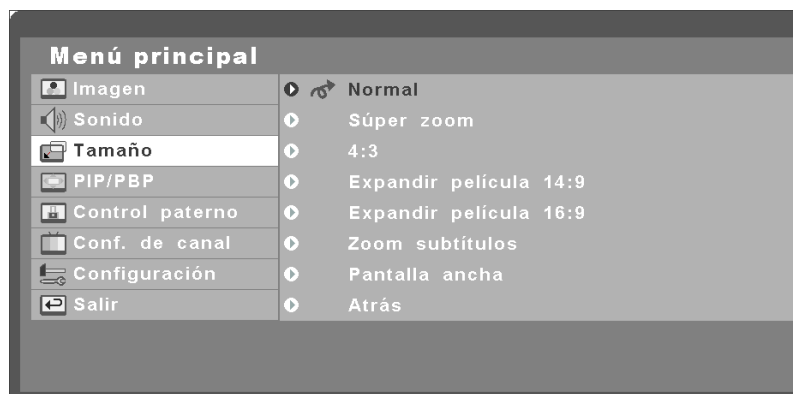 Menú principal
Imagen
Normal
Sonido
Súper zoom
Tamaño
4:3
PIP/PBP
Expandir película 14:9
Control paterno
Expandir película 16:9
Conf. de canal
Zoom subtítulos
Configuración
Pantalla ancha
Salir
Atrás